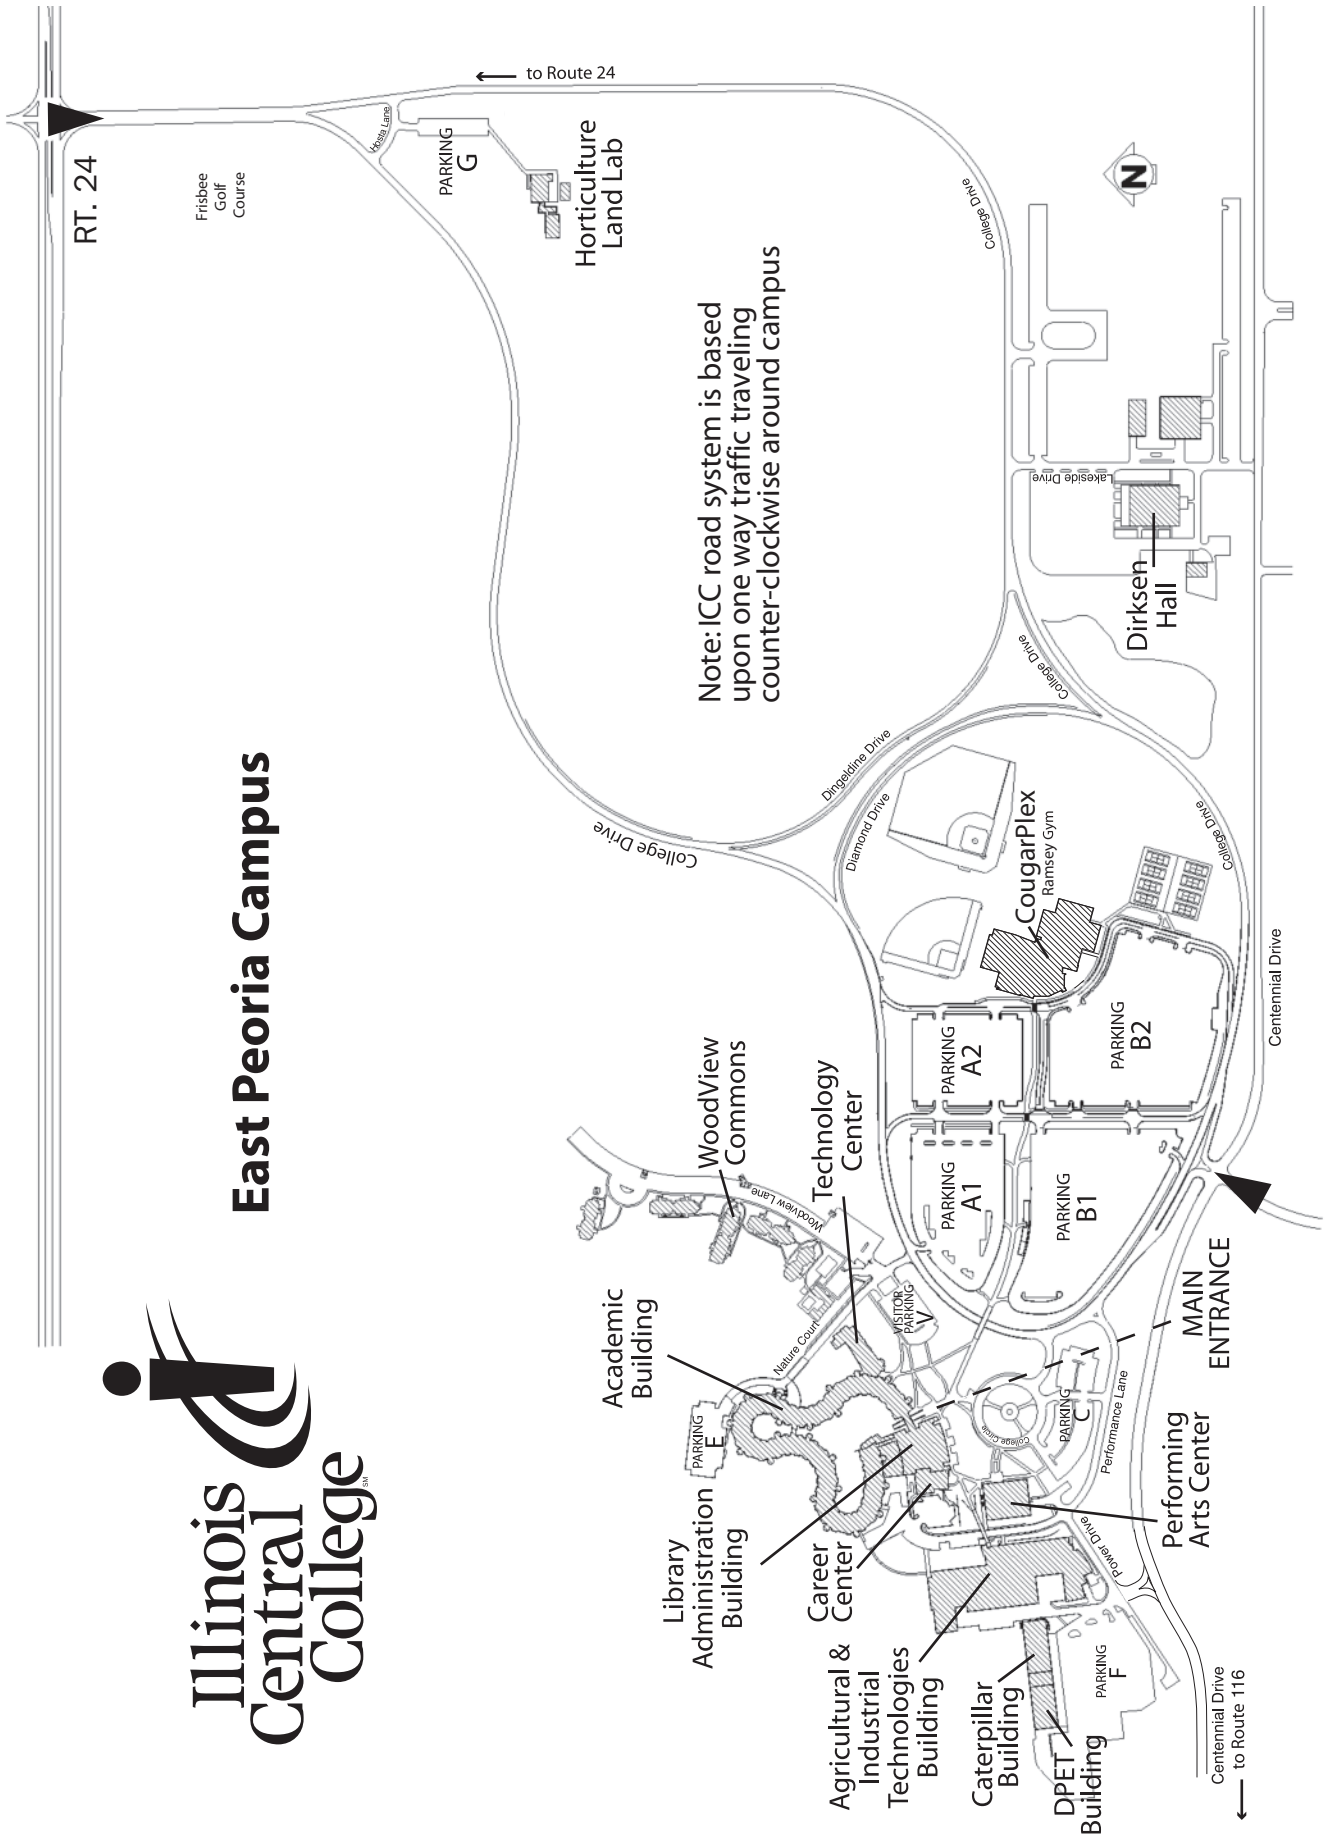 Illinois
Central
College
SM
East Peoria Campus
RT. 24
Frisbee
Golf
Course
Hosta Lane
to Route 24
PARKING
G
Horticulture
Land Lab
College Drive
N
Note: ICC road system is based
upon one way traffic traveling
counter-clockwise around campus
Lakeside Drive
Dirksen
Hall
College Drive
College Drive
Dingeldine Drive
Diamond Drive
CougarPlex
Ramsey Gym
College Drive
Centennial Drive
PARKING
A2
PARKING
B2
WoodView
Commons
Technology
Center
Woodview Lane
PARKING
A1
PARKING
B1
VISITOR
PARKING
V
Academic
Building
Nature Court
MAIN
ENTRANCE
PARKING
E
College Circle
PARKING
C
Performance Lane
Library
Administration
Building
Career
Center
Performing
Arts Center
Power Drive
Agricultural &
Industrial
Technologies
Building
Caterpillar
Building
DPET
Building
PARKING
F
Centennial Drive
to Route 116